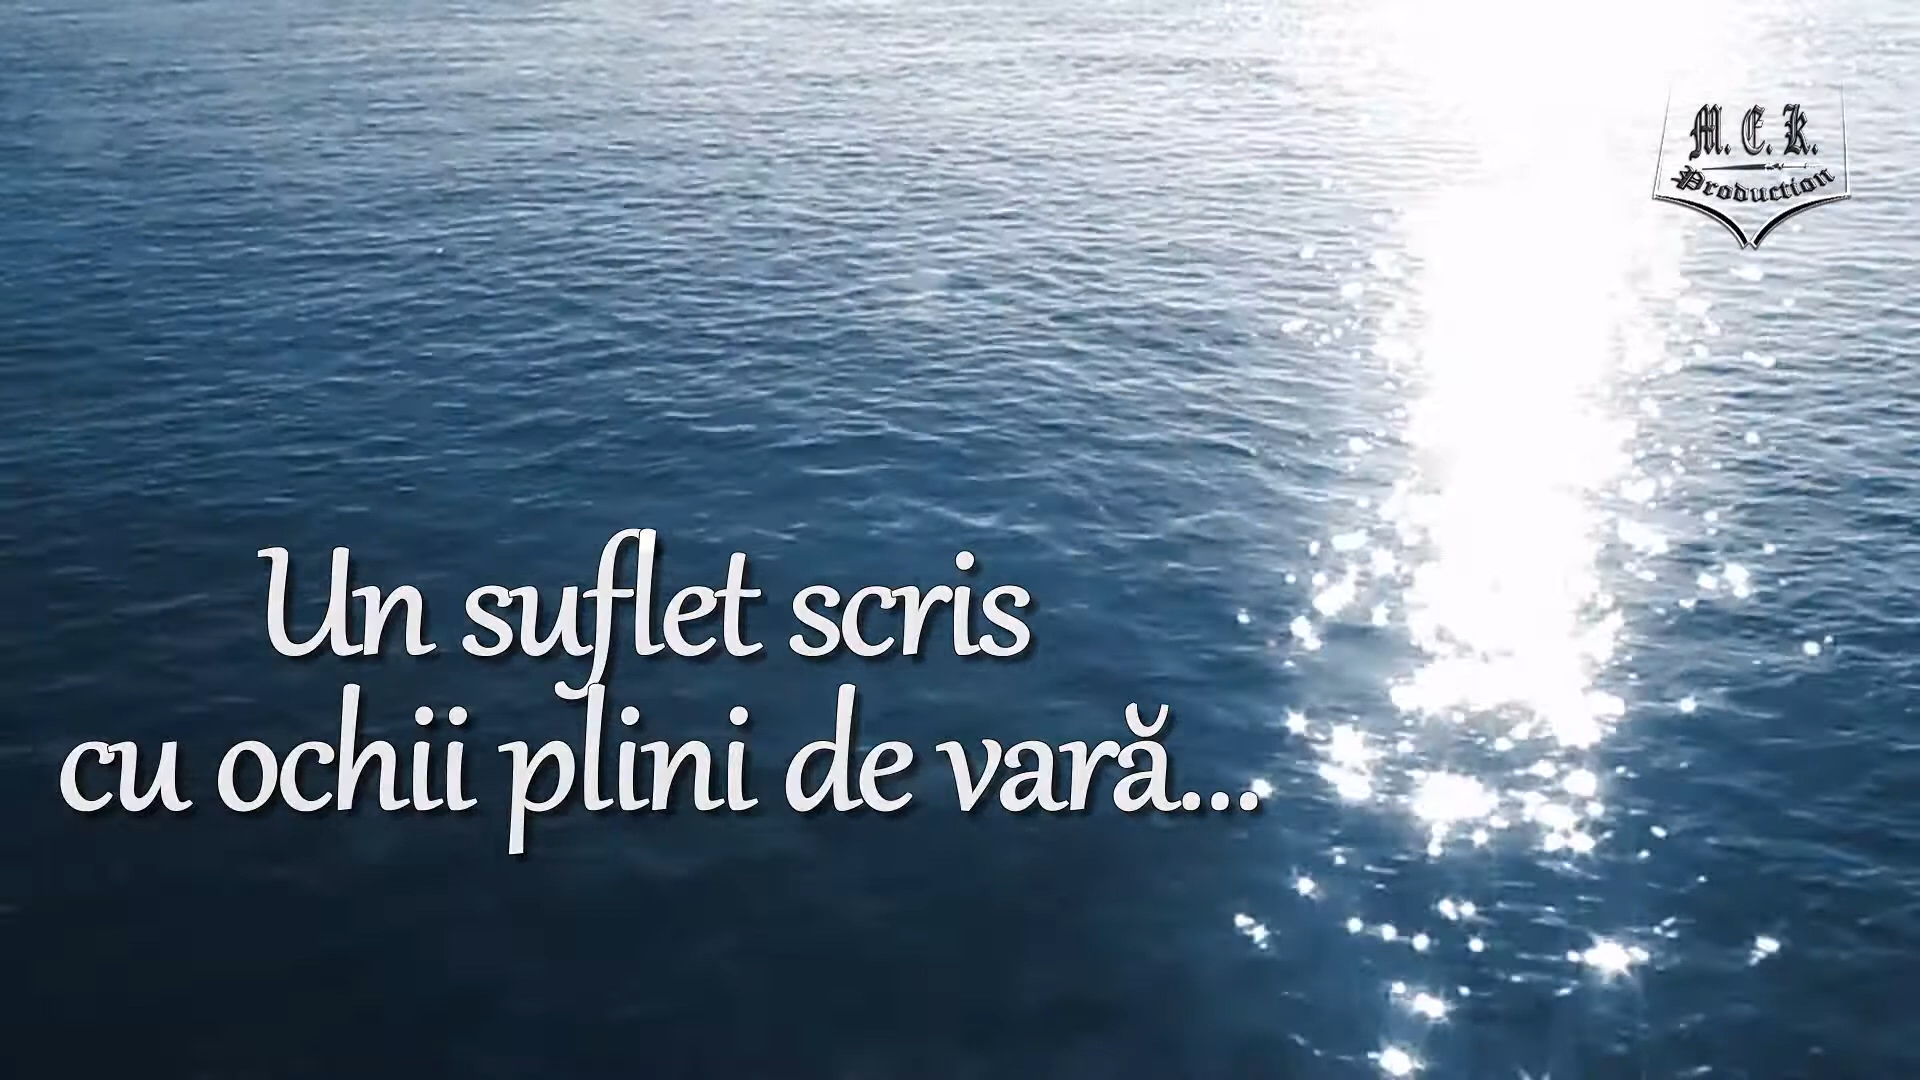 M. E. K.
Production
Un suflet scris
cu ochii plini de vară...